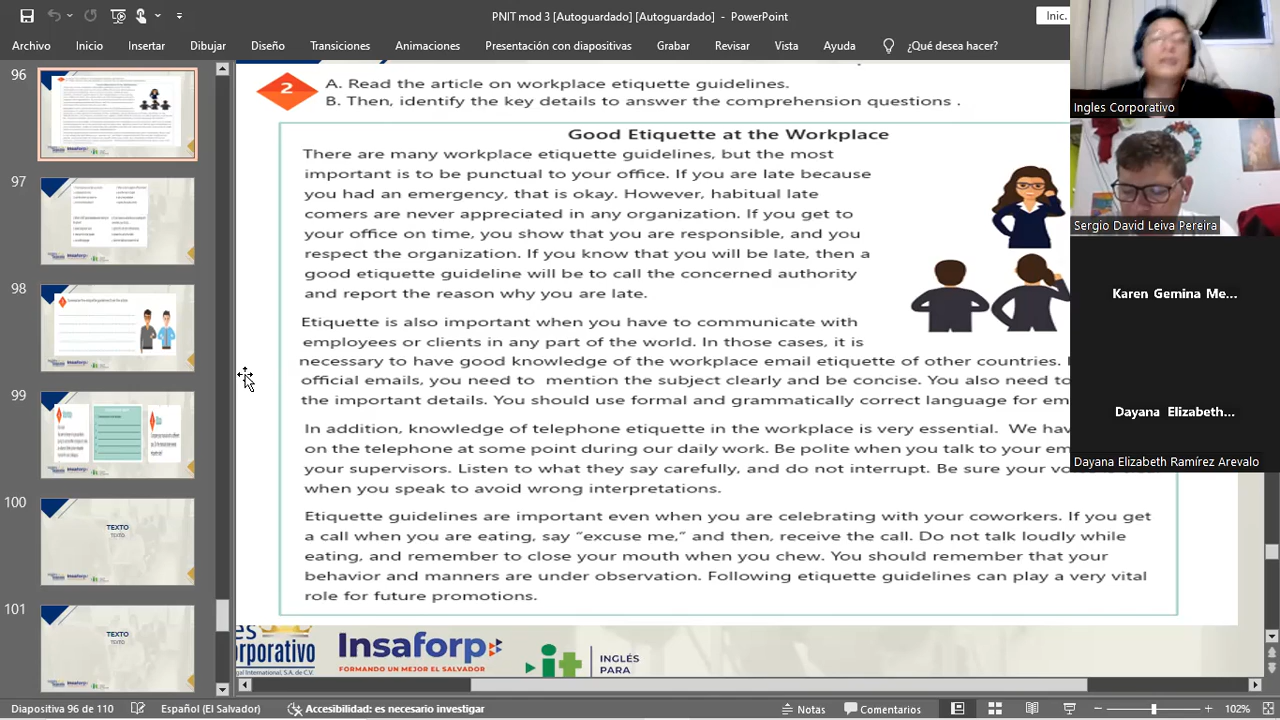 PNIT mod 3 [Autoguardado] [Autoguardado] - PowerPoint
Inic.
Archivo Inicio Insertar Dibujar Diseño Transiciones Animaciones Presentación con diapositivas Grabar Revisar Vista Ayuda ¿Qué desea hacer?
96
97
98
99
100
TEXTO
TEXTO
101
TEXTO
TEXTO
2
A. Read the article on workplace etiquette guidelines.
B. Then, identify the key details to answer the comprehension questions .
Good Etiquette at the Workplace
There are many workplace etiquette guidelines, but the most
important is to be punctual to your office. If you are late because
you had an emergency, that is okay. However, habitual late
comers are never appreciated in any organization. If you get to
your office on time, you show that you are responsible, and you
respect the organization. If you know that you will be late, then a
good etiquette guideline will be to call the concerned authority
and report the reason why you are late.
Etiquette is also important when you have to communicate with
employees or clients in any part of the world. In those cases, it is
necessary to have good knowledge of the workplace email etiquette of other countries.
official emails, you need to mention the subject clearly and be concise. You also need to
the important details. You should use formal and grammatically correct language for em
In addition, knowledge of telephone etiquette in the workplace is very essential. We hav
on the telephone at some point during our daily work. Be polite when you talk to your em
your supervisors. Listen to what they say carefully, and do not interrupt. Be sure your vo
when you speak to avoid wrong interpretations.
Etiquette guidelines are important even when you are celebrating with your coworkers. If you get
a call when you are eating, say "excuse me," and then, receive the call. Do not talk loudly while
eating, and remember to close your mouth when you chew. You should remember that your
behavior and manners are under observation. Following etiquette guidelines can play a very vital
role for future promotions.
es
orporativo
gal International, S.A. de C.V.
Insaforp
FORMANDO UN MEJOR EL SALVADOR
it
INGLÉS
PARA
Ingles Corporativo
Sergio David Leiva Pereira
Karen Gemina Me...
Dayana Elizabeth...
Dayana Elizabeth Ramírez Arevalo
Diapositiva 96 de 110 Español (El Salvador) Accesibilidad: es necesario investigar Notas Comentarios 102%